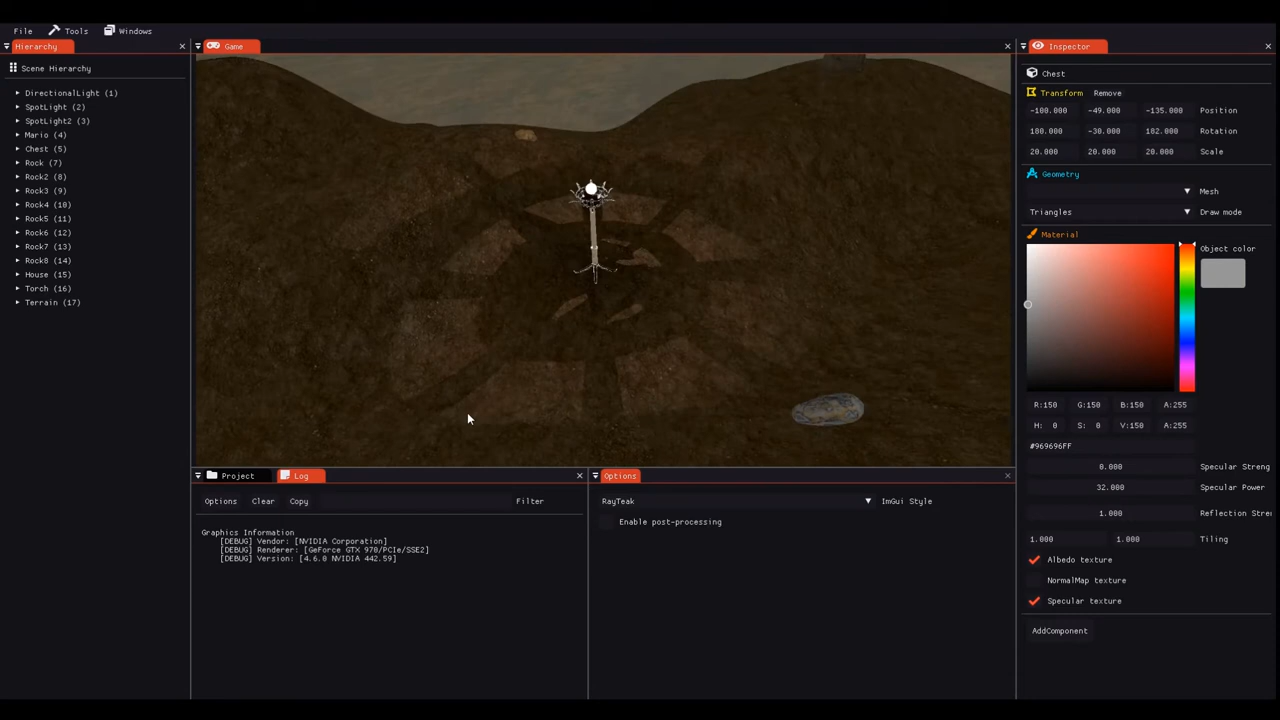 File Tools Windows
Hierarchy
Scene Hierarchy
DirectionalLight (1)
SpotLight (2)
SpotLight2 (3)
Mario (4)
Chest (5)
Rock (7)
Rock2 (8)
Rock3 (9)
Rock4 (10)
Rock5 (11)
Rock6 (12)
Rock7 (13)
Rock8 (14)
House (15)
Torch (16)
Terrain (17)
Game
Project Log
Options Clear Copy Filter
Graphics Information
[DEBUG] Vendor: [NVIDIA Corporation]
[DEBUG] Renderer: [GeForce GTX 970/PCIe/SSE2]
[DEBUG] Version: [4.6.0 NVIDIA 442.59]
Options
RayTeak ImGui Style
Enable post-processing
Inspector
Chest
Transform Remove
-100.000 -49.000 -135.000 Position
180.000 -30.000 182.000 Rotation
20.000 20.000 20.000 Scale
Geometry
Mesh
Triangles Draw mode
Material
Object color
R:150 G:150 B:150 A:255
H: 0 S: 0 V:150 A:255
#969696FF
0.000 Specular Streng
32.000 Specular Power
1.000 Reflection Stren
1.000 1.000 Tiling
Albedo texture
NormalMap texture
Specular texture
AddComponent